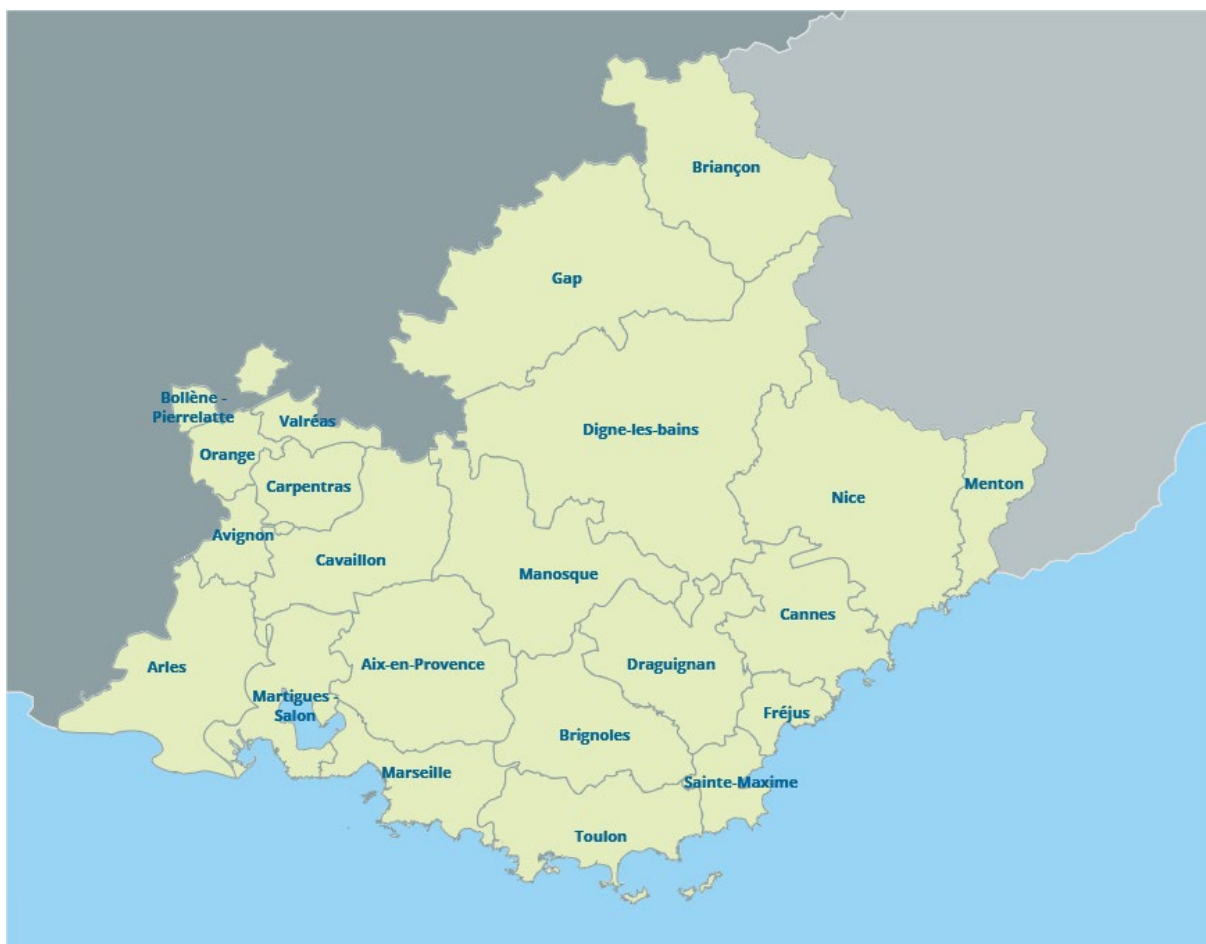 Briançon
Gap
Bollène -
Pierrelatte
Valréas
Digne-les-bains
Orange
Carpentras
Menton
Nice
Avignon
Cavaillon
Manosque
Cannes
Arles
Aix-en-Provence
Draguignan
Martigues -
Salon
Fréjus
Brignoles
Marseille
Sainte-Maxime
Toulon